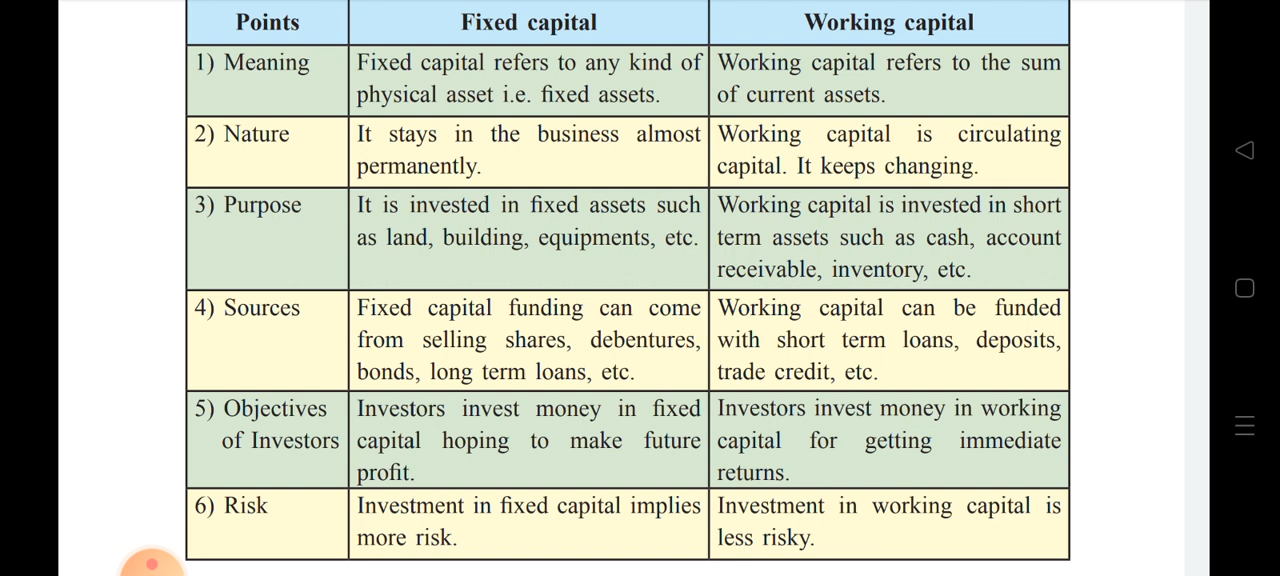 Points Fixed capital Working capital
1) Meaning Fixed capital refers to any kind of Working capital refers to the sum
physical asset i.e. fixed assets. of current assets.
2) Nature It stays in the business almost Working capital is circulating
permanently. capital. It keeps changing.
3) Purpose It is invested in fixed assets such Working capital is invested in short
as land, building, equipments, etc. term assets such as cash, account
receivable, inventory, etc.
4) Sources Fixed capital funding can come Working capital can be funded
from selling shares, debentures, with short term loans, deposits,
bonds, long term loans, etc. trade credit, etc.
5) Objectives Investors invest money in fixed Investors invest money in working
of Investors capital hoping to make future capital for getting immediate
profit. returns.
6) Risk Investment in fixed capital implies Investment in working capital is
more risk. less risky.